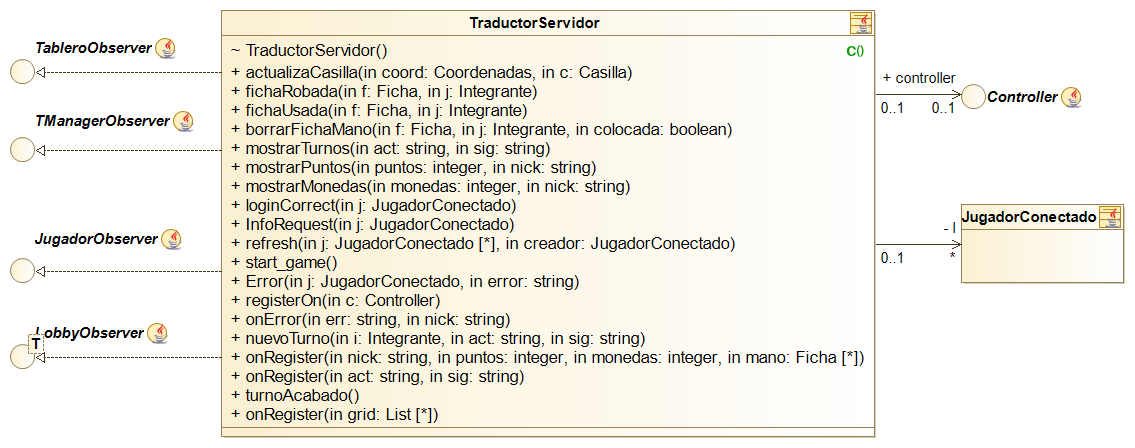 TraductorServidor
~ TraductorServidor()
C()
+ actualizaCasilla(in coord: Coordenadas, in c: Casilla)
+ fichaRobada(in f: Ficha, in j: Integrante)
+ fichaUsada(in f: Ficha, in j: Integrante)
+ borrarFichaMano(in f: Ficha, in j: Integrante, in colocada: boolean)
+ mostrarTurnos(in act: string, in sig: string)
+ mostrarPuntos(in puntos: integer, in nick: string)
+ mostrarMonedas(in monedas: integer, in nick: string)
+ loginCorrect(in j: JugadorConectado)
+ InfoRequest(in j: JugadorConectado)
+ refresh(in j: JugadorConectado [*], in creador: JugadorConectado)
+ start_game()
+ Error(in j: JugadorConectado, in error: string)
+ registerOn(in c: Controller)
+ onError(in err: string, in nick: string)
+ nuevoTurno(in i: Integrante, in act: string, in sig: string)
+ onRegister(in nick: string, in puntos: integer, in monedas: integer, in mano: Ficha [*])
+ onRegister(in act: string, in sig: string)
+ turnoAcabado()
+ onRegister(in grid: List [*])
TableroObserver
TManagerObserver
JugadorObserver
LobbyObserver
T
+ controller
0..1
0..1
Controller
- l
0..1
*
JugadorConectado